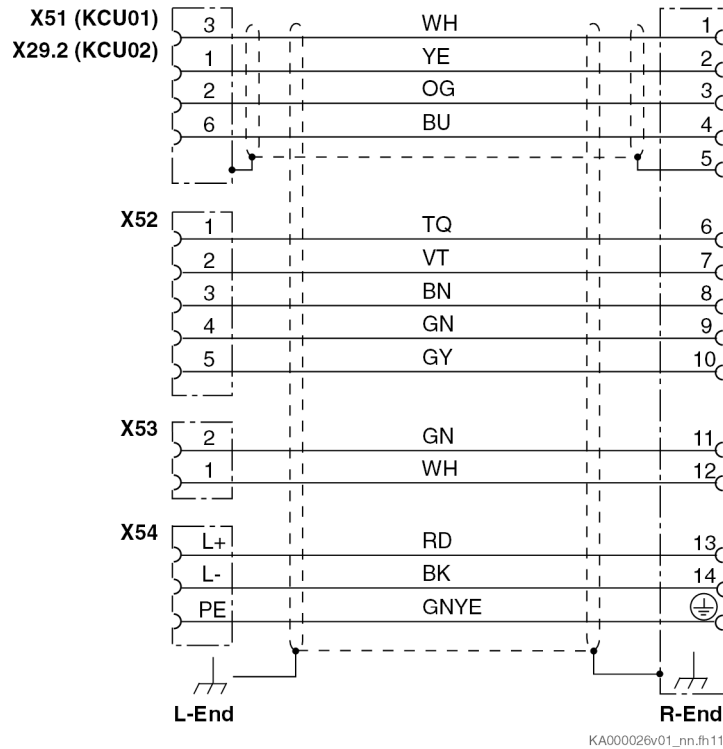 X51 (KCU01) 3 WH 1
X29.2 (KCU02) 1 YE 2
2 OG 3
6 BU 4
5
X52 1 TQ 6
2 VT 7
3 BN 8
4 GN 9
5 GY 10
X53 2 GN 11
1 WH 12
X54 L+ RD 13
L- BK 14
PE GNYE
L-End R-End
KA000026v01_nn.fh11